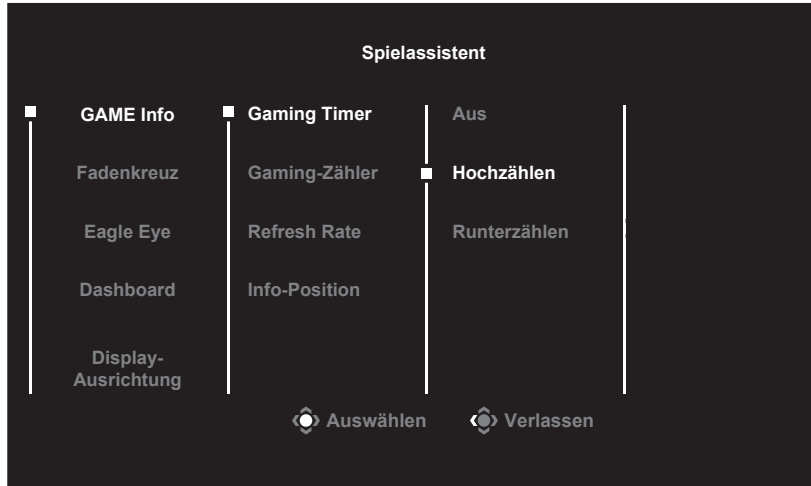 Spielassistent
GAME Info
Gaming Timer
Aus
Fadenkreuz
Gaming-Zähler
Hochzählen
Eagle Eye
Refresh Rate
Runterzählen
Dashboard
Info-Position
Display-
Ausrichtung
Auswählen
Verlassen